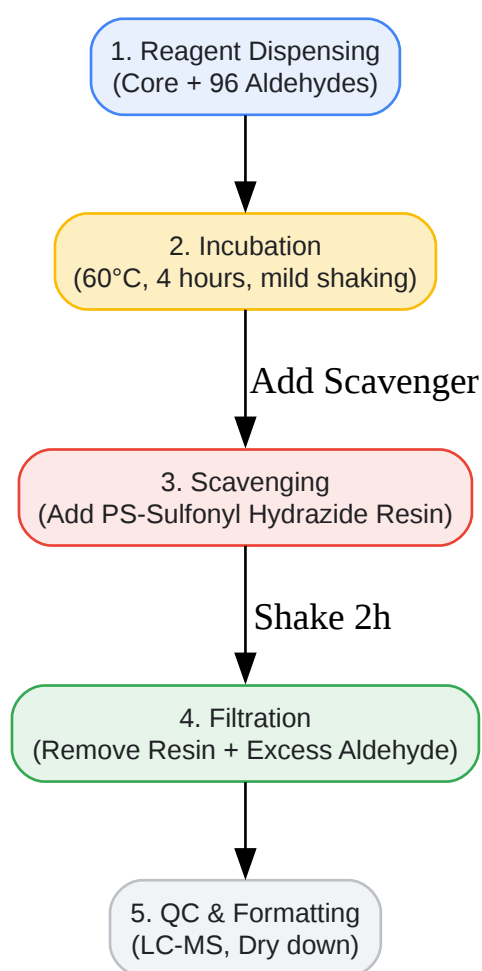 1. Reagent Dispensing
(Core + 96 Aldehydes)
2. Incubation
(60°C, 4 hours, mild shaking)
Add Scavenger
3. Scavenging
(Add PS-Sulfonyl Hydrazide Resin)
Shake 2h
4. Filtration
(Remove Resin + Excess Aldehyde)
5. QC & Formatting
(LC-MS, Dry down)